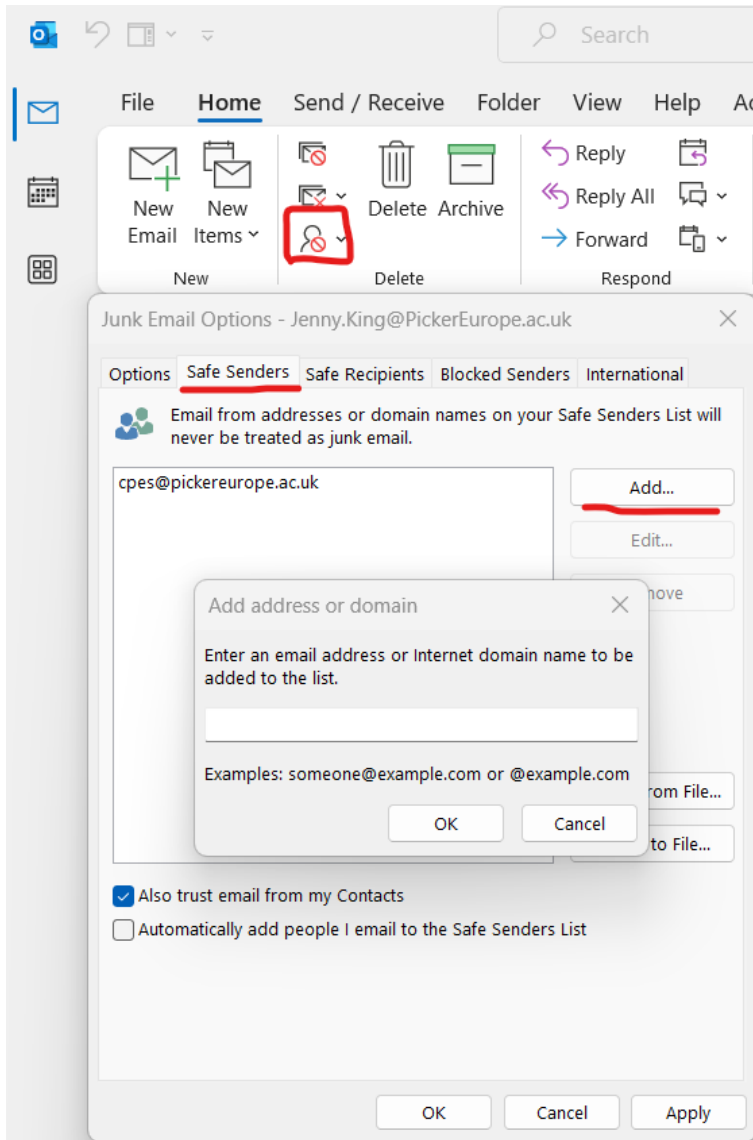 Search
File Home Send / Receive Folder View Help
New Email
New Items
Delete
Archive
Reply
Reply All
Forward
New
Delete
Respond
Junk Email Options - Jenny.King@PickerEurope.ac.uk
Options
Safe Senders
Safe Recipients
Blocked Senders
International
Email from addresses or domain names on your Safe Senders List will
never be treated as junk email.
cpes@pickereurope.ac.uk
Add...
Edit...
Add address or domain
Enter an email address or Internet domain name to be
added to the list.
Examples: someone@example.com or @example.com
OK
Cancel
rom File...
to File...
Also trust email from my Contacts
Automatically add people I email to the Safe Senders List
OK
Cancel
Apply